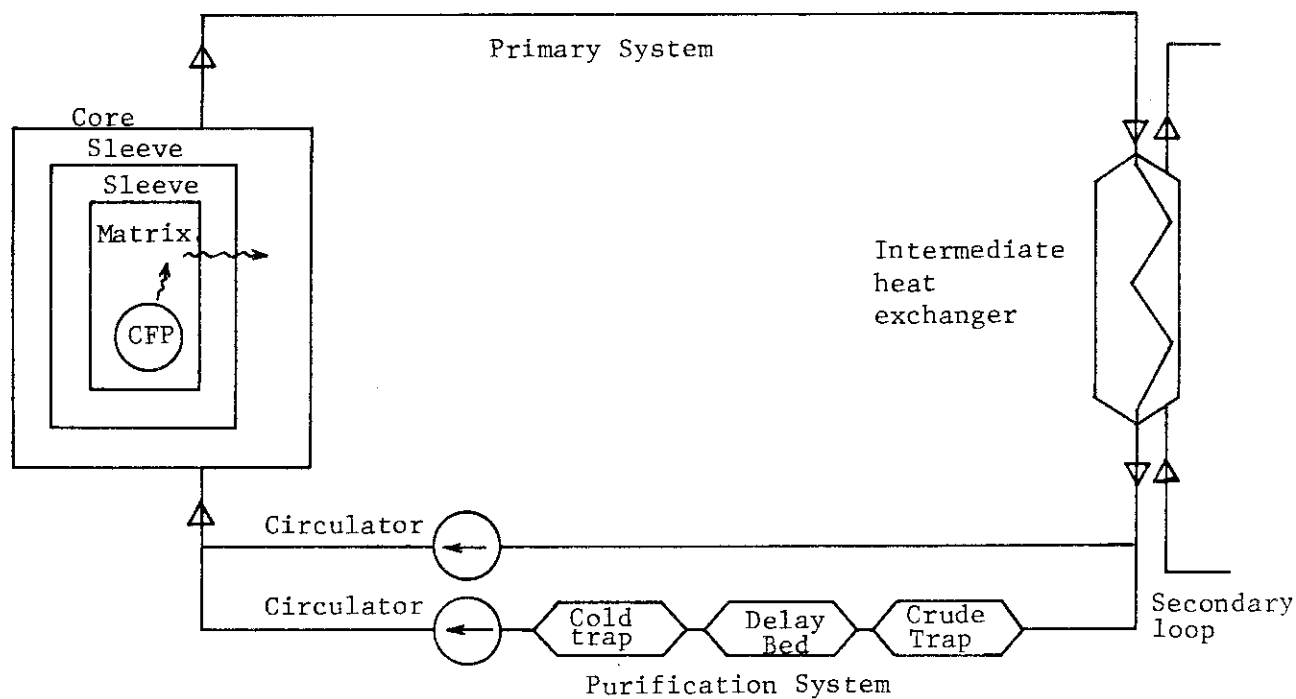 Primary System
Core
Sleeve
Sleeve
Matrix
CFP
Intermediate
heat
exchanger
Circulator
Circulator
Cold
trap
Delay
Bed
Crude
Trap
Secondary
loop
Purification System